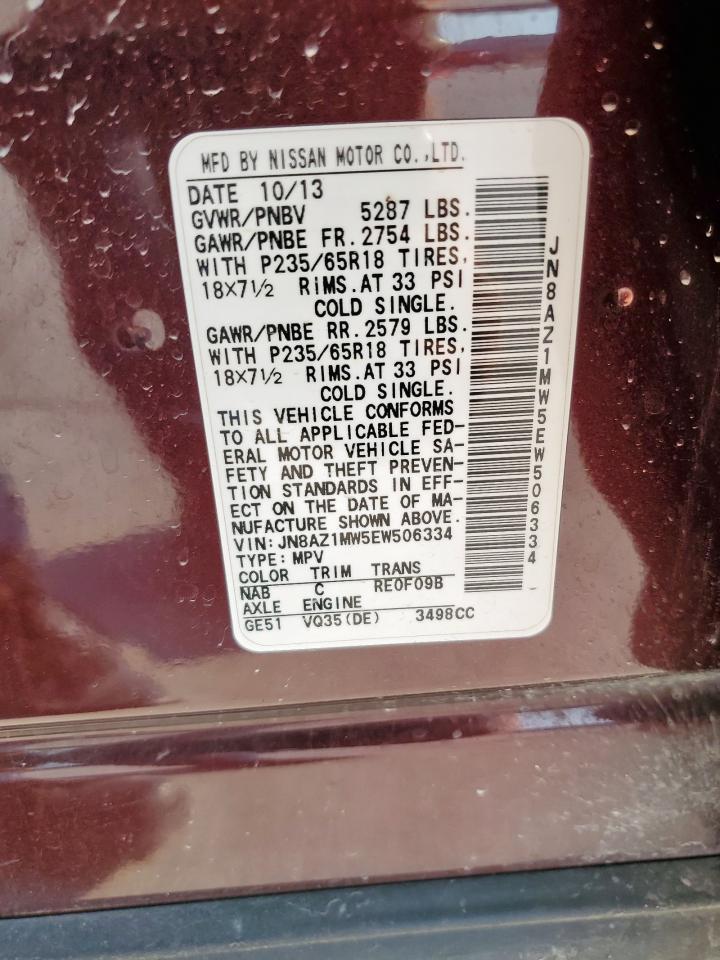 MFD BY NISSAN MOTOR CO.,LTD.
DATE 10/13
GVWR/PNBV 5287 LBS.
GAWR/PNBE FR.2754 LBS.
WITH P235/65R18 TIRES,
18X7½ RIMS.AT 33 PSI
COLD SINGLE.
GAWR/PNBE RR.2579 LBS.
WITH P235/65R18 TIRES,
18X7½ RIMS.AT 33 PSI
COLD SINGLE.
THIS VEHICLE CONFORMS
TO ALL APPLICABLE FED-
ERAL MOTOR VEHICLE SA-
FETY AND THEFT PREVEN-
TION STANDARDS IN EFF-
ECT ON THE DATE OF MA-
NUFACTURE SHOWN ABOVE.
VIN:JN8AZ1MW5EW506334
TYPE:MPV
COLOR TRIM TRANS
NAB C RE0F09B
AXLE ENGINE
GE51 VQ35(DE) 3498CC
JN8AZ1MW5EW506334